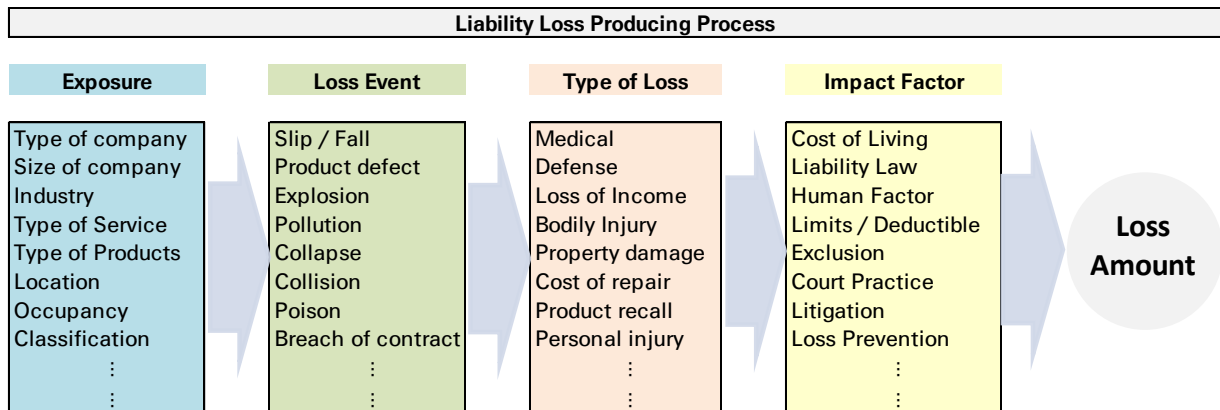 Liability Loss Producing Process
Exposure
Loss Event
Type of Loss
Impact Factor
Type of company
Size of company
Industry
Type of Service
Type of Products
Location
Occupancy
Classification
⋮
⋮
Slip / Fall
Product defect
Explosion
Pollution
Collapse
Collision
Poison
Breach of contract
⋮
⋮
Medical
Defense
Loss of Income
Bodily Injury
Property damage
Cost of repair
Product recall
Personal injury
⋮
⋮
Cost of Living
Liability Law
Human Factor
Limits / Deductible
Exclusion
Court Practice
Litigation
Loss Prevention
⋮
⋮
Loss
Amount